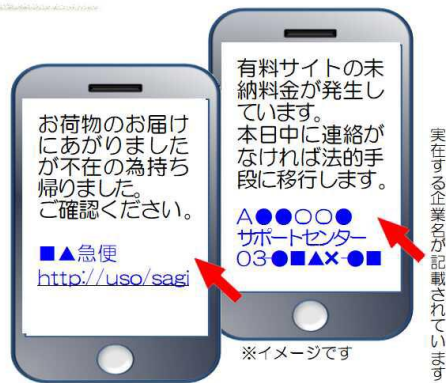 お荷物のお届け
にあがりました
が不在の為持ち
帰りました。
ご確認ください。
■▲急便
http://uso/sagi
有料サイトの未
納料金が発生し
ています。
本日中に連絡が
なければ法的手
段に移行します。
A●●○○●
サポートセンター
03-●■▲×-●■
※イメージです
実在する企業名が記載されています